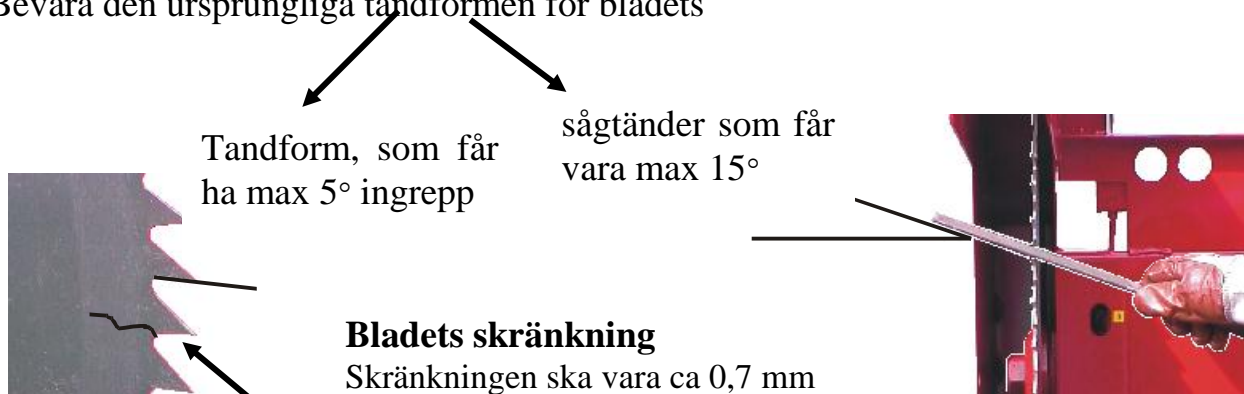 Bevara den ursprungliga tandformen för bladets
Tandform, som får
ha max 5° ingrepp
sågtänder som får
vara max 15°
Bladets skränkning
Skränkningen ska vara ca 0,7 mm